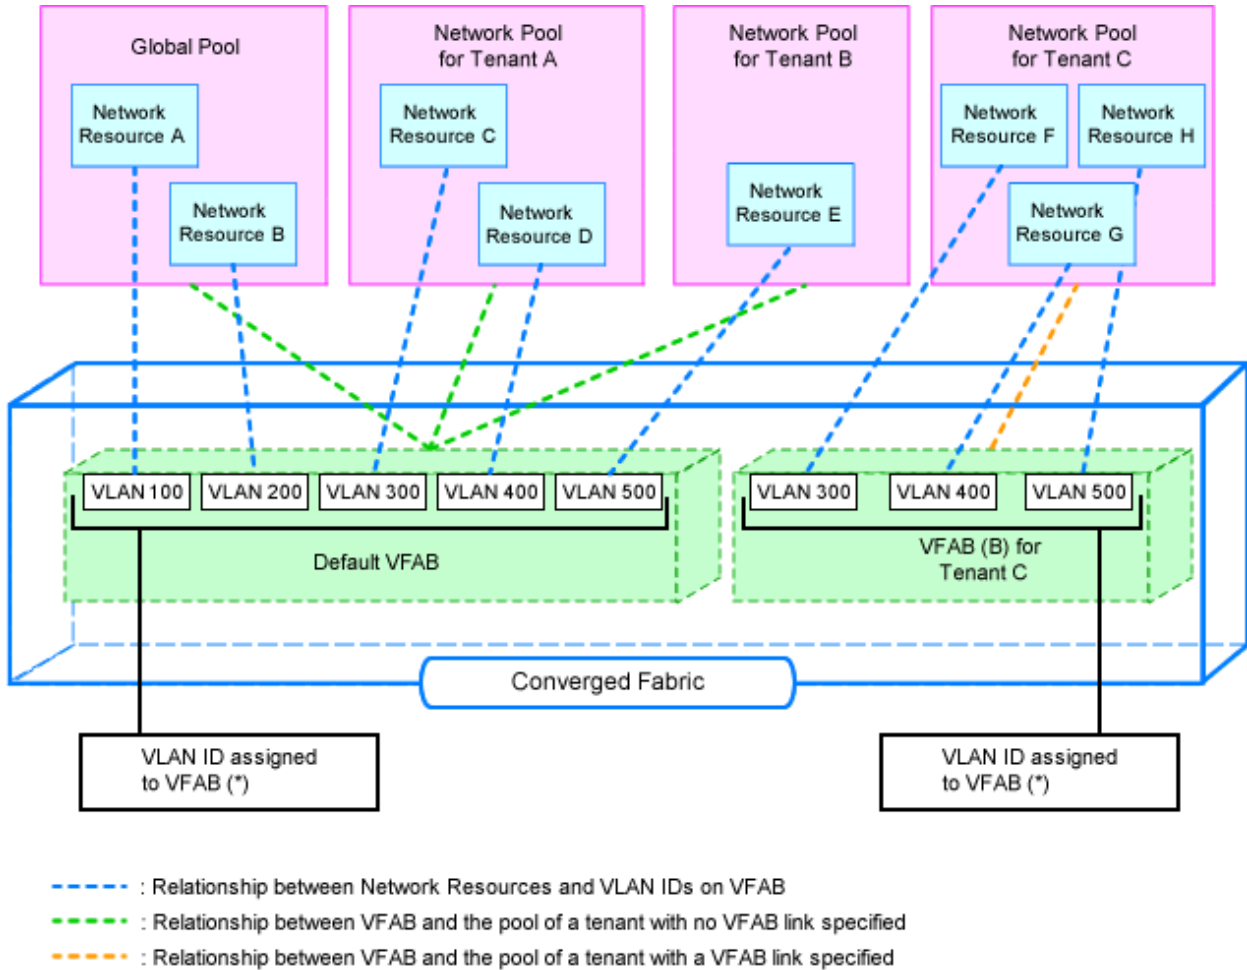 Global Pool
Network Pool
for Tenant A
Network Pool
for Tenant B
Network Pool
for Tenant C
Network
Resource A
Network
Resource B
Network
Resource C
Network
Resource D
Network
Resource E
Network
Resource F
Network
Resource H
Network
Resource G
VLAN 100
VLAN 200
VLAN 300
VLAN 400
VLAN 500
VLAN 300
VLAN 400
VLAN 500
Default VFAB
VFAB (B) for
Tenant C
Converged Fabric
VLAN ID assigned
to VFAB (*)
VLAN ID assigned
to VFAB (*)
: Relationship between Network Resources and VLAN IDs on VFAB
: Relationship between VFAB and the pool of a tenant with no VFAB link specified
: Relationship between VFAB and the pool of a tenant with a VFAB link specified